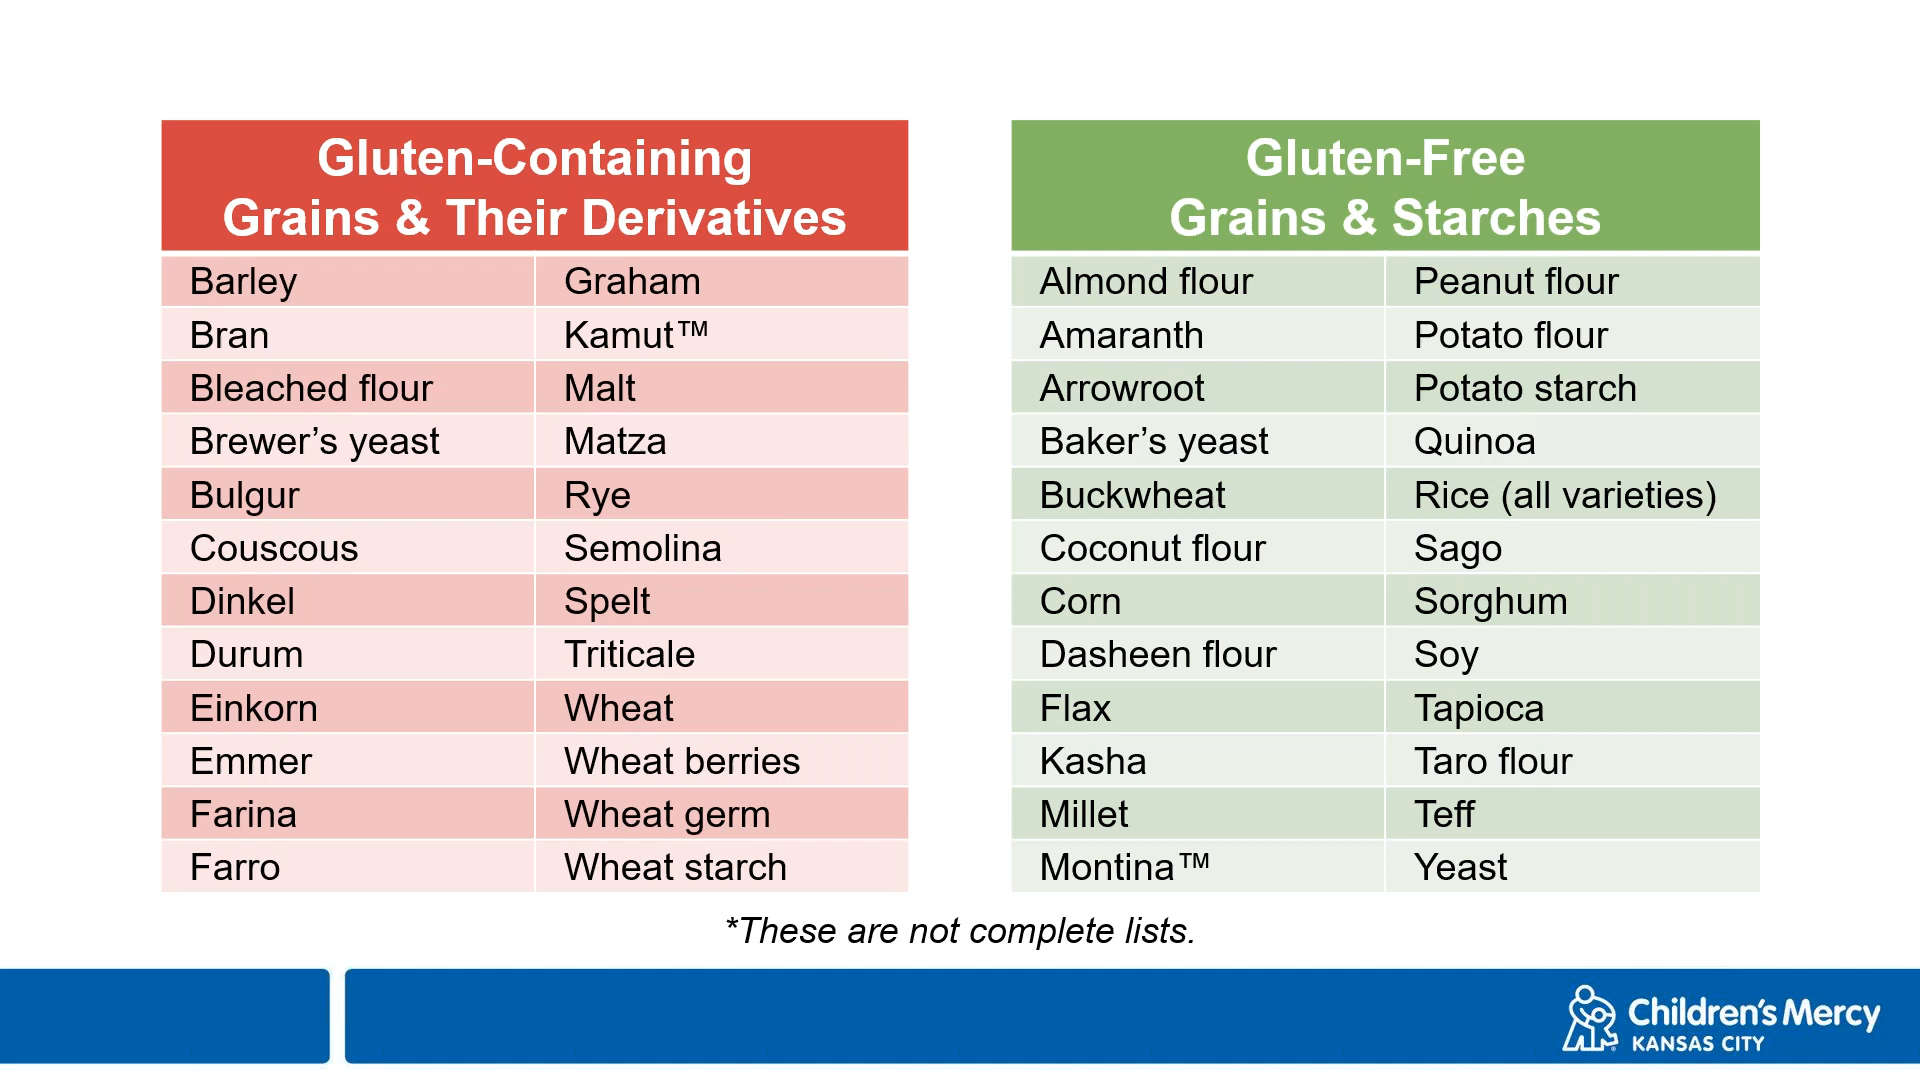 Gluten-Containing
Grains & Their Derivatives
Barley Graham
Bran Kamut™
Bleached flour Malt
Brewer’s yeast Matza
Bulgur Rye
Couscous Semolina
Dinkel Spelt
Durum Triticale
Einkorn Wheat
Emmer Wheat berries
Farina Wheat germ
Farro Wheat starch
Gluten-Free
Grains & Starches
Almond flour Peanut flour
Amaranth Potato flour
Arrowroot Potato starch
Baker’s yeast Quinoa
Buckwheat Rice (all varieties)
Coconut flour Sago
Corn Sorghum
Dasheen flour Soy
Flax Tapioca
Kasha Taro flour
Millet Teff
Montina™ Yeast
*These are not complete lists.
Children's Mercy
KANSAS CITY